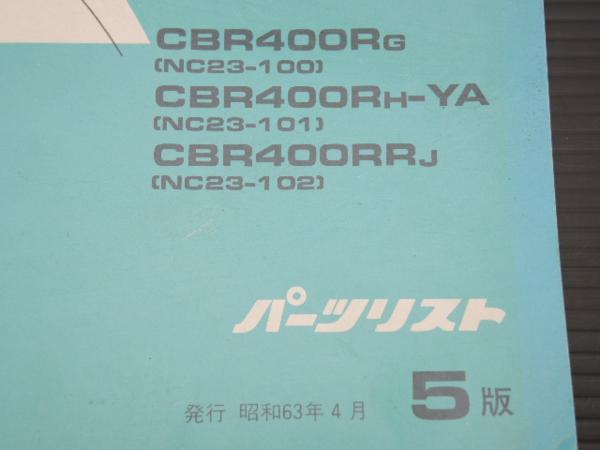 CBR400RG
(NC23-100)
CBR400RH-YA
(NC23-101)
CBR400RRJ
(NC23-102)
パーツリスト
発行 昭和63年4月 5版